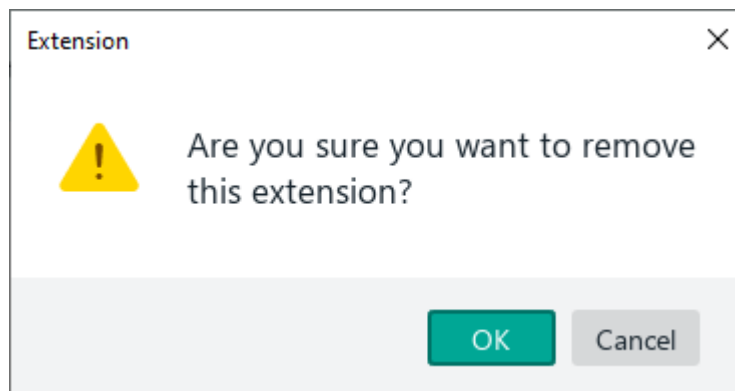 Extension
Are you sure you want to remove
this extension?
OK
Cancel